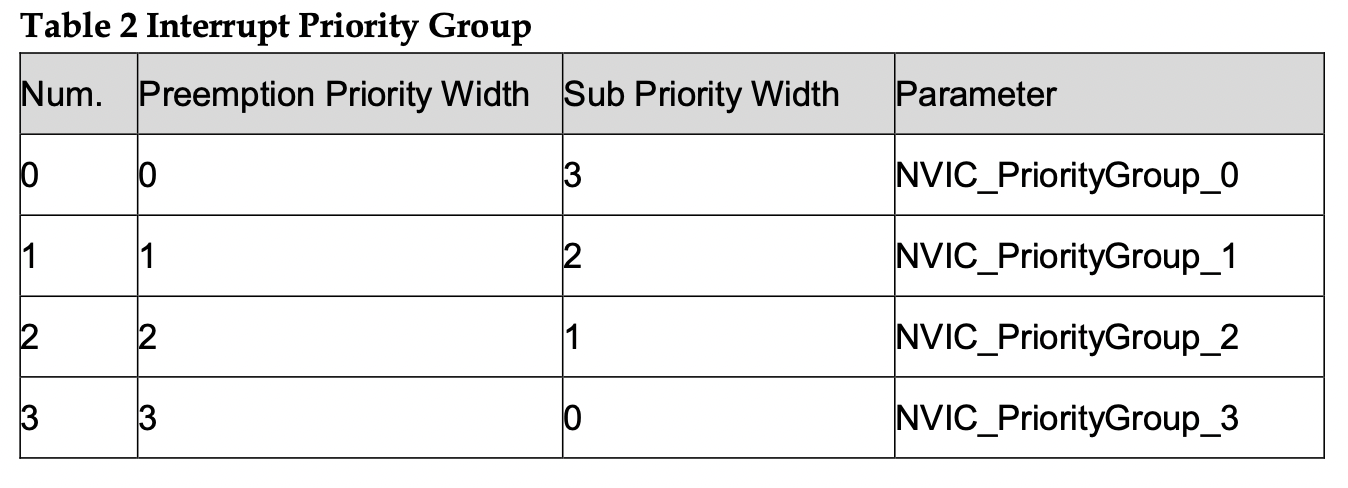 Table 2 Interrupt Priority Group
Num. Preemption Priority Width Sub Priority Width Parameter
0 0 3 NVIC_PriorityGroup_0
1 1 2 NVIC_PriorityGroup_1
2 2 1 NVIC_PriorityGroup_2
3 3 0 NVIC_PriorityGroup_3